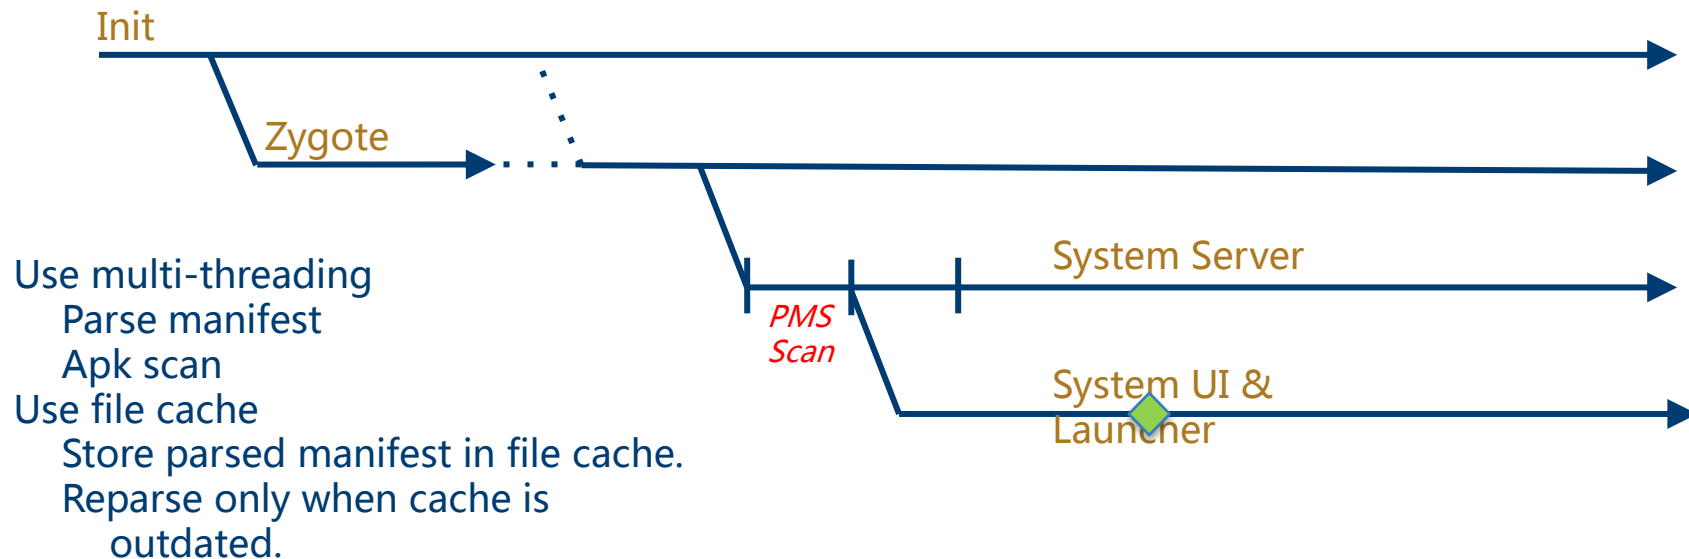 Init
Zygote
System Server
PMS
Scan
System UI &
Launcher
Use multi-threading
Parse manifest
Apk scan
Use file cache
Store parsed manifest in file cache.
Reparse only when cache is
outdated.